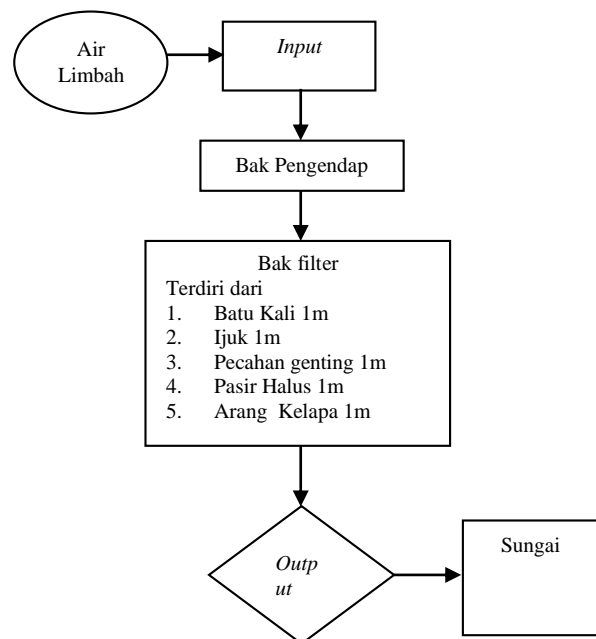 Air
Limbah
Input
Bak Pengendap
Bak filter
Terdiri dari
1. Batu Kali 1m
2. Ijuk 1m
3. Pecahan genting 1m
4. Pasir Halus 1m
5. Arang Kelapa 1m
Outp
ut
Sungai